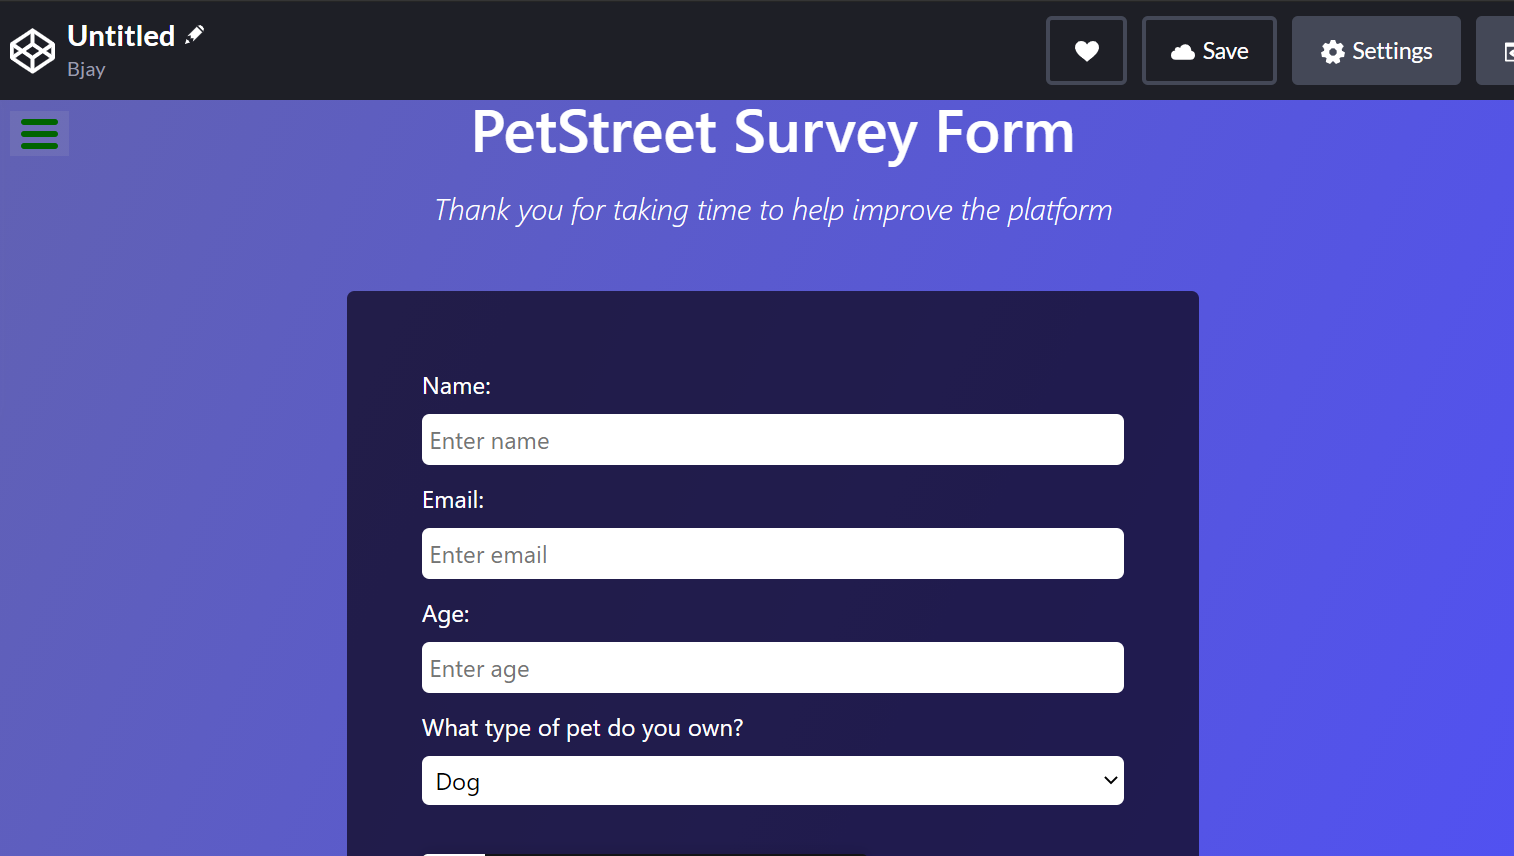 Untitled
Bjay
Save
Settings
PetStreet Survey Form
Thank you for taking time to help improve the platform
Name:
Enter name
Email:
Enter email
Age:
Enter age
What type of pet do you own?
Dog